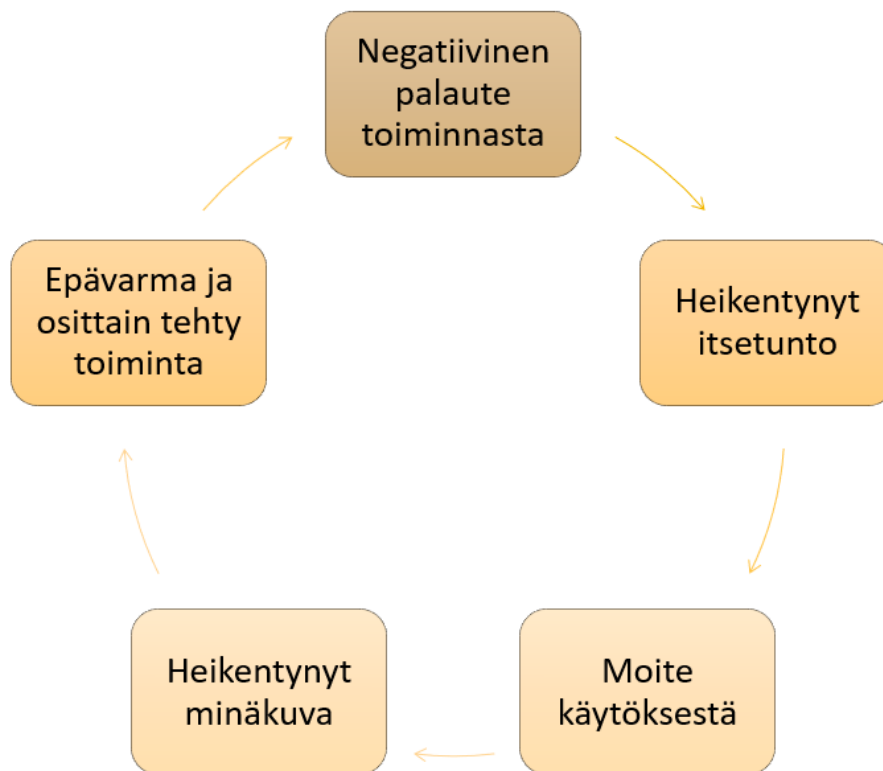 Negatiivinen
palaute
toiminnasta
Heikentynyt
itsetunto
Moite
käytöksestä
Heikentynyt
minäkuva
Epävarma ja
osittain tehty
toiminta